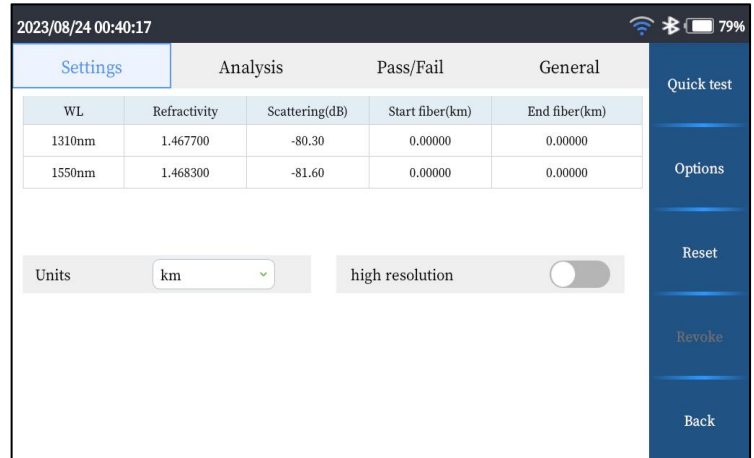 2023/08/24 00:40:17 79%
Settings Analysis Pass/Fail General
WL Refractivity Scattering(dB) Start fiber(km) End fiber(km)
1310nm 1.467700 -80.30 0.00000 0.00000
1550nm 1.468300 -81.60 0.00000 0.00000
Units km high resolution
Quick test
Options
Reset
Revoke
Back